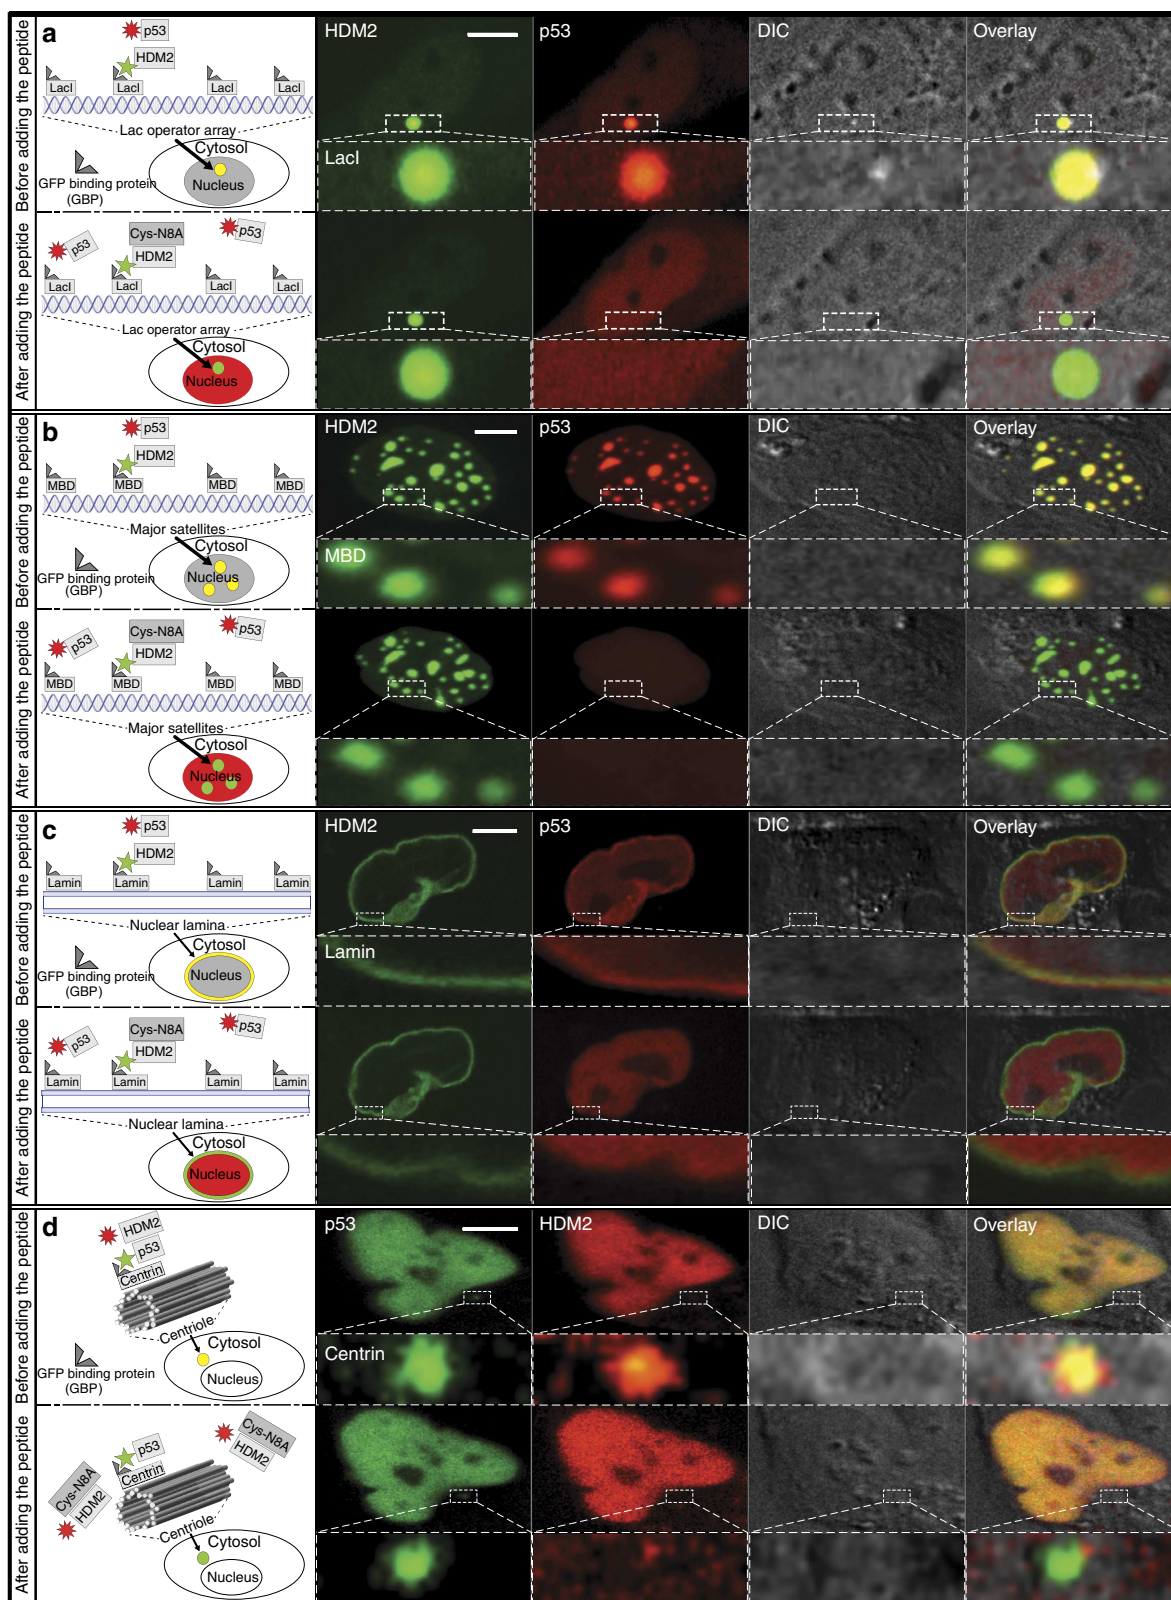 a
Before adding the peptide
p53
HDM2
LacI
LacI
LacI
LacI
Lac operator array
Cytosol
Nucleus
GFP binding protein
(GBP)
HDM2
p53
DIC
Overlay
LacI
After adding the peptide
p53
Cys-N8A
HDM2
p53
LacI
LacI
LacI
LacI
Lac operator array
Cytosol
Nucleus
b
Before adding the peptide
p53
HDM2
MBD
MBD
MBD
MBD
Major satellites
Cytosol
Nucleus
GFP binding protein
(GBP)
HDM2
p53
DIC
Overlay
MBD
After adding the peptide
p53
Cys-N8A
HDM2
p53
MBD
MBD
MBD
MBD
Major satellites
Cytosol
Nucleus
c
Before adding the peptide
p53
HDM2
Lamin
Lamin
Lamin
Lamin
Nuclear lamina
Cytosol
Nucleus
GFP binding protein
(GBP)
HDM2
p53
DIC
Overlay
Lamin
After adding the peptide
p53
Cys-N8A
HDM2
p53
Lamin
Lamin
Lamin
Lamin
Nuclear lamina
Cytosol
Nucleus
d
Before adding the peptide
HDM2
p53
Centrin
Centriole
Cytosol
Nucleus
GFP binding protein
(GBP)
p53
HDM2
DIC
Overlay
Centrin
After adding the peptide
Cys-N8A
HDM2
p53
Centrin
Cys-N8A
HDM2
Centriole
Cytosol
Nucleus